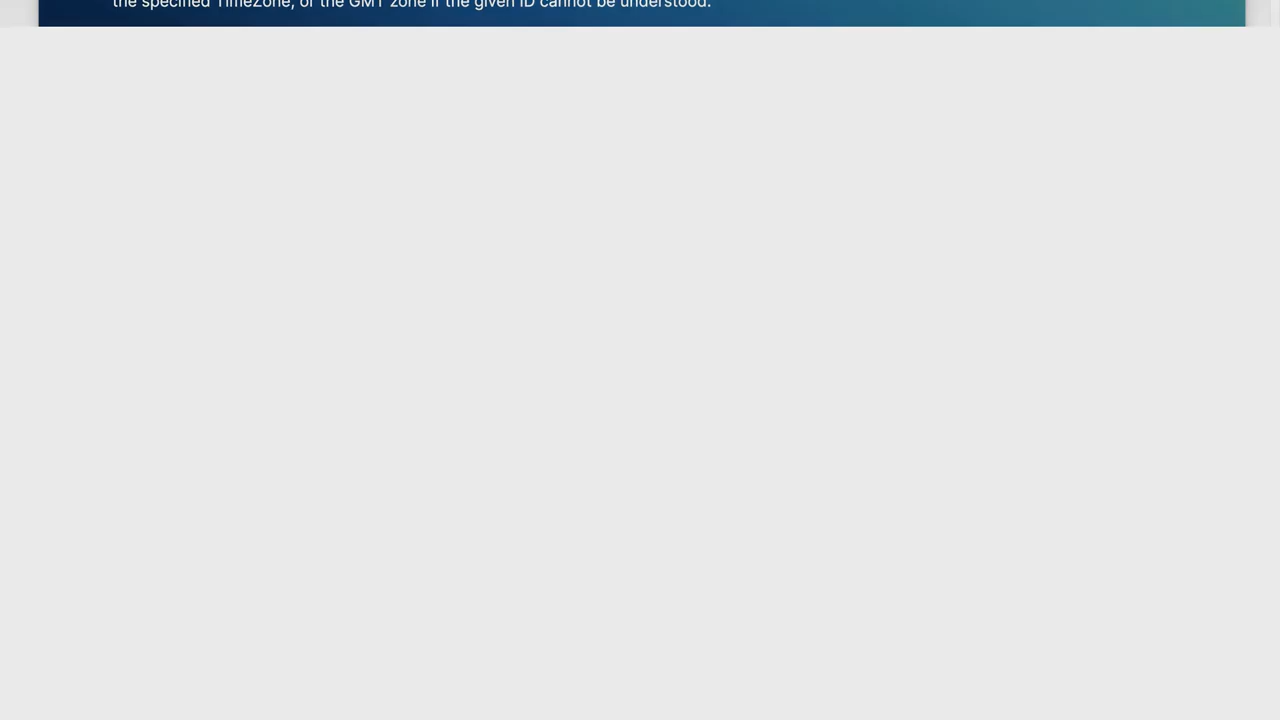 the specified TimeZone, or the GMT zone if the given ID cannot be understood.